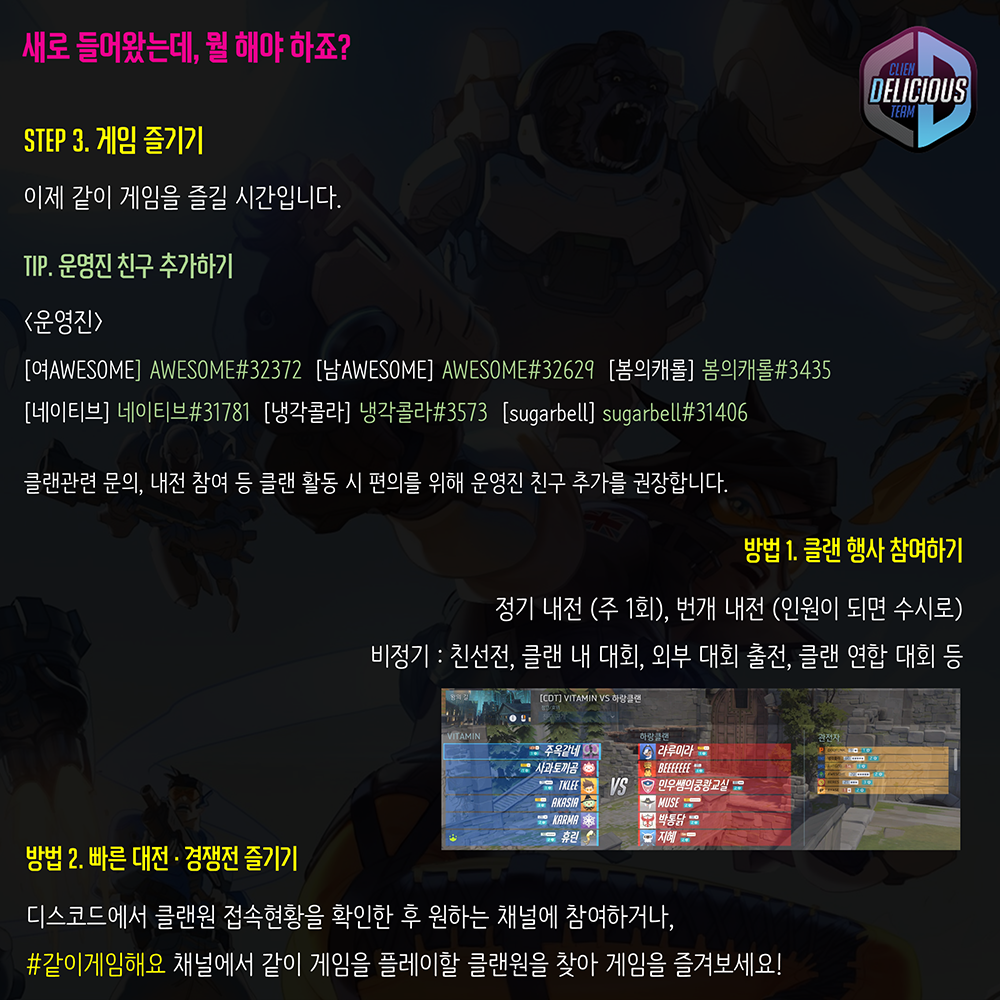 새로 들어왔는데, 뭘 해야 하죠?
CLIEN
DELICIOUS
TEAM
STEP 3. 게임 즐기기
이제 같이 게임을 즐길 시간입니다.
TIP. 운영진 친구 추가하기
<운영진>
[여AWESOME] AWESOME#32372 [남AWESOME] AWESOME#32629 [봄의캐롤] 봄의캐롤#3435
[네이티브] 네이티브#31781 [냉각콜라] 냉각콜라#3573 [sugarbell] sugarbell#31406
클랜관련 문의, 내전 참여 등 클랜 활동 시 편의를 위해 운영진 친구 추가를 권장합니다.
방법 1. 클랜 행사 참여하기
정기 내전 (주 1회), 번개 내전 (인원이 되면 수시로)
비정기 : 친선전, 클랜 내 대회, 외부 대회 출전, 클랜 연합 대회 등
[CDT] VITAMIN VS 하랑클랜
VITAMIN
하랑클랜
관전자
주옥같네
사과토끼곰
TKLEE
AKASIA
KARMA
휴린
VS
라루미라
BEEEEEEE
민우쌤의쿵쾅교실
MUSE
박통닭
지혜
방법 2. 빠른 대전 · 경쟁전 즐기기
디스코드에서 클랜원 접속현황을 확인한 후 원하는 채널에 참여하거나,
#같이게임해요 채널에서 같이 게임을 플레이할 클랜원을 찾아 게임을 즐겨보세요!